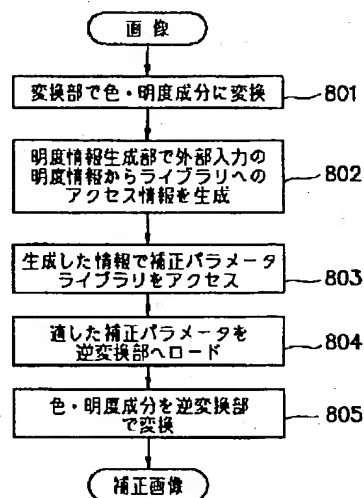 画像
変換部で色・明度成分に変換
801
明度情報生成部で外部入力の
明度情報からライブラリへの
アクセス情報を生成
802
生成した情報で補正パラメータ
ライブラリをアクセス
803
適した補正パラメータを
逆変換部へロード
804
色・明度成分を逆変換部
で変換
805
補正画像